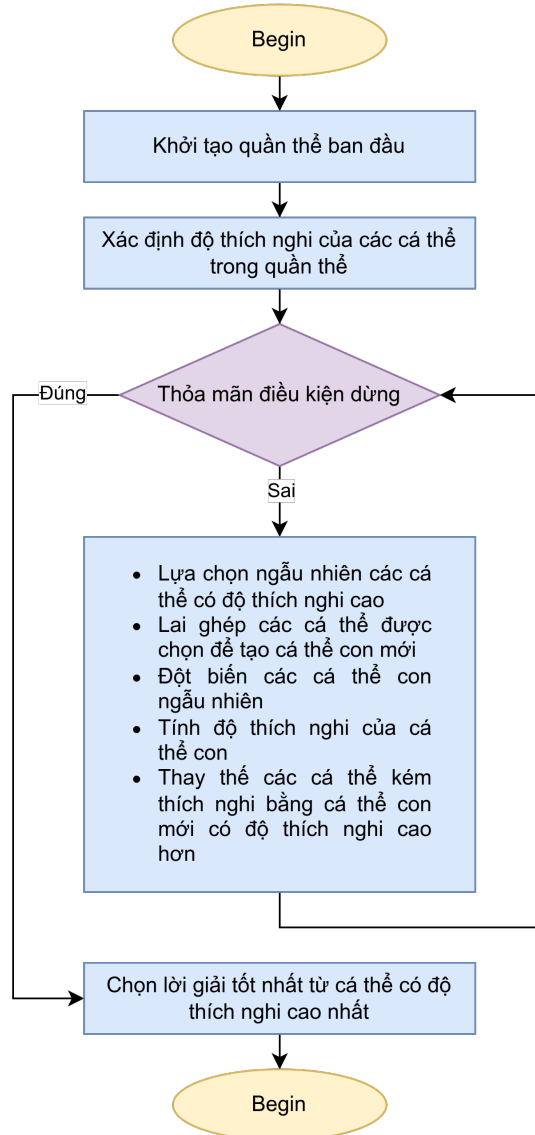 Begin
Khởi tạo quần thể ban đầu
Xác định độ thích nghi của các cá thể
trong quần thể
Thỏa mãn điều kiện dừng
Đúng
Sai
• Lựa chọn ngẫu nhiên các cá
thể có độ thích nghi cao
• Lai ghép các cá thể được
chọn để tạo cá thể con mới
• Đột biến các cá thể con
ngẫu nhiên
• Tính độ thích nghi của cá
thể con
• Thay thế các cá thể kém
thích nghi bằng cá thể con
mới có độ thích nghi cao
hơn
Chọn lời giải tốt nhất từ cá thể có độ
thích nghi cao nhất
Begin